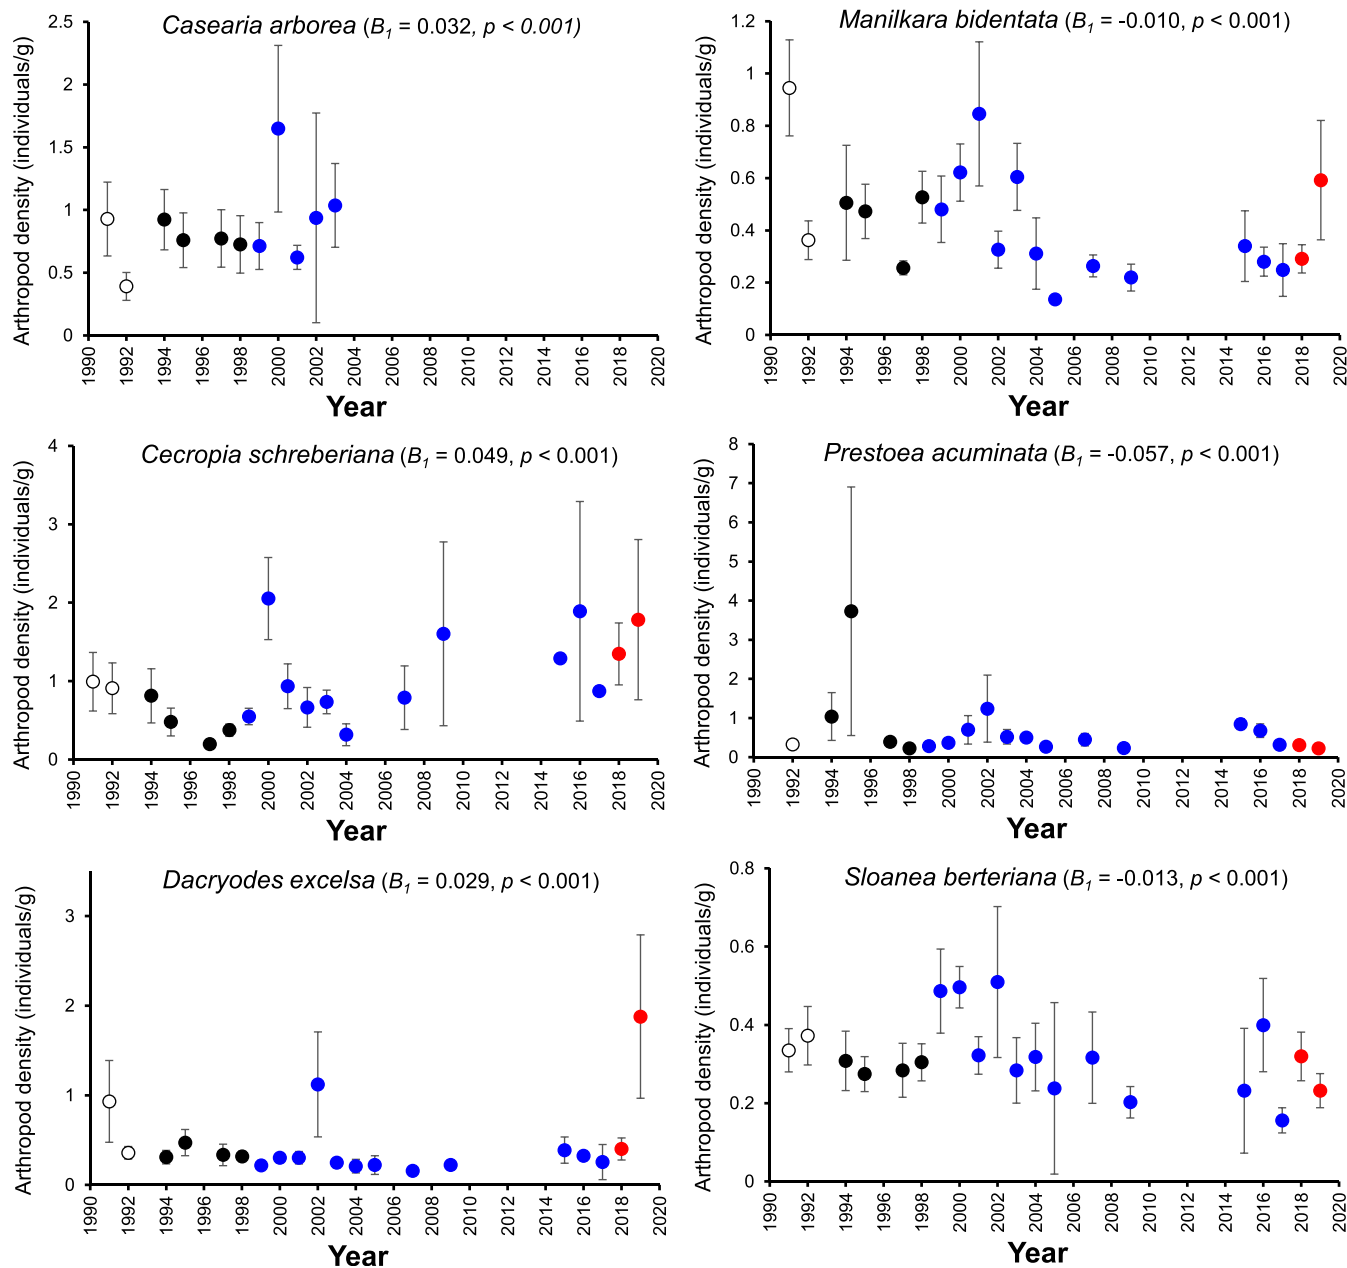 Casearia arborea (B1 = 0.032, p < 0.001)
Arthropod density (individuals/g)
2.5
2
1.5
1
0.5
0
1990 1992 1994 1996 1998 2000 2002 2004 2006 2008 2010 2012 2014 2016 2018 2020
Year
Manilkara bidentata (B1 = -0.010, p < 0.001)
Arthropod density (individuals/g)
1.2
1
0.8
0.6
0.4
0.2
0
1990 1992 1994 1996 1998 2000 2002 2004 2006 2008 2010 2012 2014 2016 2018 2020
Year
Cecropia schreberiana (B1 = 0.049, p < 0.001)
Arthropod density (individuals/g)
4
3
2
1
0
1990 1992 1994 1996 1998 2000 2002 2004 2006 2008 2010 2012 2014 2016 2018 2020
Year
Prestoea acuminata (B1 = -0.057, p < 0.001)
Arthropod density (individuals/g)
8
7
6
5
4
3
2
1
0
1990 1992 1994 1996 1998 2000 2002 2004 2006 2008 2010 2012 2014 2016 2018 2020
Year
Dacryodes excelsa (B1 = 0.029, p < 0.001)
Arthropod density (individuals/g)
3
2
1
0
1990 1992 1994 1996 1998 2000 2002 2004 2006 2008 2010 2012 2014 2016 2018 2020
Year
Sloanea berteriana (B1 = -0.013, p < 0.001)
Arthropod density (individuals/g)
0.8
0.6
0.4
0.2
0
1990 1992 1994 1996 1998 2000 2002 2004 2006 2008 2010 2012 2014 2016 2018 2020
Year